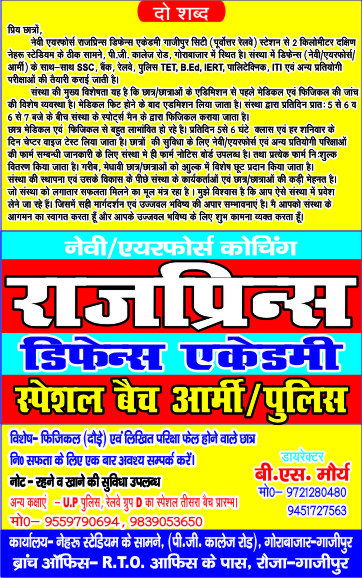 दो शब्द
प्रिय छात्रों,
नेवी एयरफोर्स राजप्रिन्स डिफेन्स एकेडमी गाजीपुर सिटी (पूर्वोत्तर रेलवे) स्टेशन से 2 किलोमीटर दक्षिण
नेहरू स्टेडियम के ठीक सामने, पी.जी. कालेज रोड, गोराबाजार में स्थित है। संस्था में डिफेन्स (नेवी/एयरफोर्स/
आर्मी) के साथ-साथ SSC, बैंक, रेलवे, पुलिस TET, B.Ed, IERT, पालिटेक्निक, ITI एवं अन्य प्रतियोगी
परीक्षाओं की तैयारी कराई जाती है।
संस्था की मुख्य विशेषता यह है कि छात्र/छात्राओं के एडिमिशन से पहले मेडिकल एवं फिजिकल की जांच
की विशेष व्यवस्था है। मेडिकल फिट होने के बाद एडमिशन लिया जाता है। संस्था द्वारा प्रतिदिन प्रातः 5 से 6 व
6 से 7 बजे के बीच संस्था के स्पोर्ट्स मैन के द्वारा फिजिकल कराया जाता है।
छात्र मेडिकल एवं फिजिकल से बहुत लाभांवित हो रहे है। प्रतिदिन 5से 6 घंटे क्लास एवं हर शनिवार के
दिन चेप्टर वाइज टेस्ट लिया जाता है। छात्रों की सुविधा के लिए नेवी/एयरफोर्स एवं अन्य प्रतियोगी परिक्षाओं
की फार्म सम्बन्धी जानकारी के लिए संस्था मे ही फार्म नोटिस बोर्ड उपलब्ध है। तथा प्रत्येक फार्म निःशुल्क
वितरण किया जाता है। गरीब, मेधावी छात्र/छात्राओं को शुल्क में विशेष छूट प्रदान किया जाता है।
संस्था की स्थापना एवं उसके विकास के पीछे संस्था के कार्यकर्ताओं एवं छात्र/छात्राओं की कड़ी मेहनत है।
जो संस्था को लगातार सफलता मिलने का मूल मंत्र रहा है । मुझे विश्वास है कि आप ऐसे संस्था में प्रवेश
लेने जा रहे हैं। जिसमें सही मार्गदर्शन एवं उज्जवल भविष्य की अपार सम्भावनाएं है। मै आपको संस्था के
आगमन का स्वागत करता हूँ और आपके उज्जवल भविष्य के लिए शुभ कामना व्यक्त करता हूँ।
नेवी/एयरफोर्स कोचिंग
राजप्रिन्स
डिफेन्स एकेडमी
स्पेशल बैच आर्मी/पुलिस
विशेष- फिजिकल (दौड़) एवं लिखित परिक्षा फेल होने वाले छात्र
नि० सफता के लिए एक बार अवश्य सम्पर्क करें।
नोट - रहने व खाने की सुविधा उपलब्ध
अन्य कक्षाएं - U.P पुलिस, रेलवे ग्रुप D का स्पेशल तीसरा बैच प्रारम्भ।
मो०- 9559790694 , 9839053650
डायरेक्टर
बी.एस. मौर्य
मो०- 9721280480
9451727563
कार्यालय- नेहरू स्टेडियम के सामने, (पी.जी. कालेज रोड), गोराबाजार-गाजीपुर
ब्रांच ऑफिस- R.T.O. आफिस के पास, रौजा-गाजीपुर